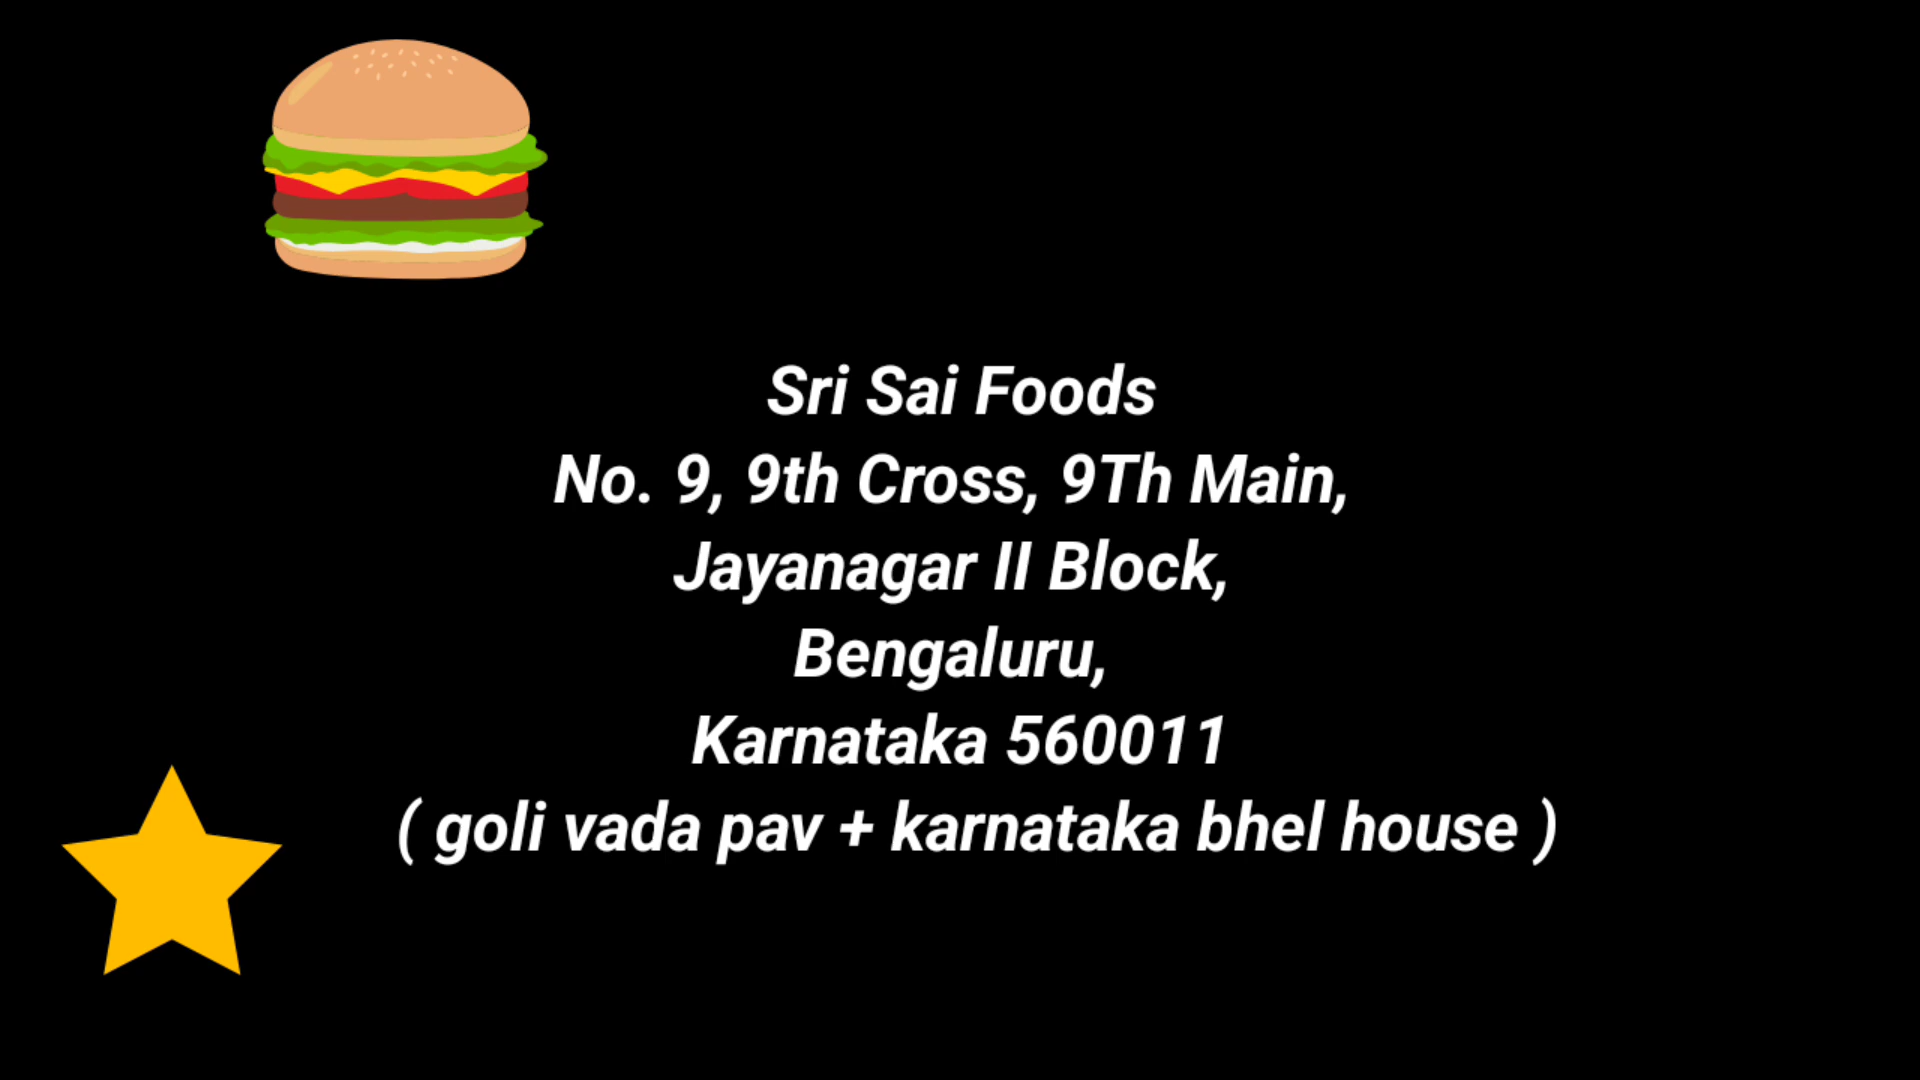 Sri Sai Foods
No. 9, 9th Cross, 9Th Main,
Jayanagar II Block,
Bengaluru,
Karnataka 560011
( goli vada pav + karnataka bhel house )